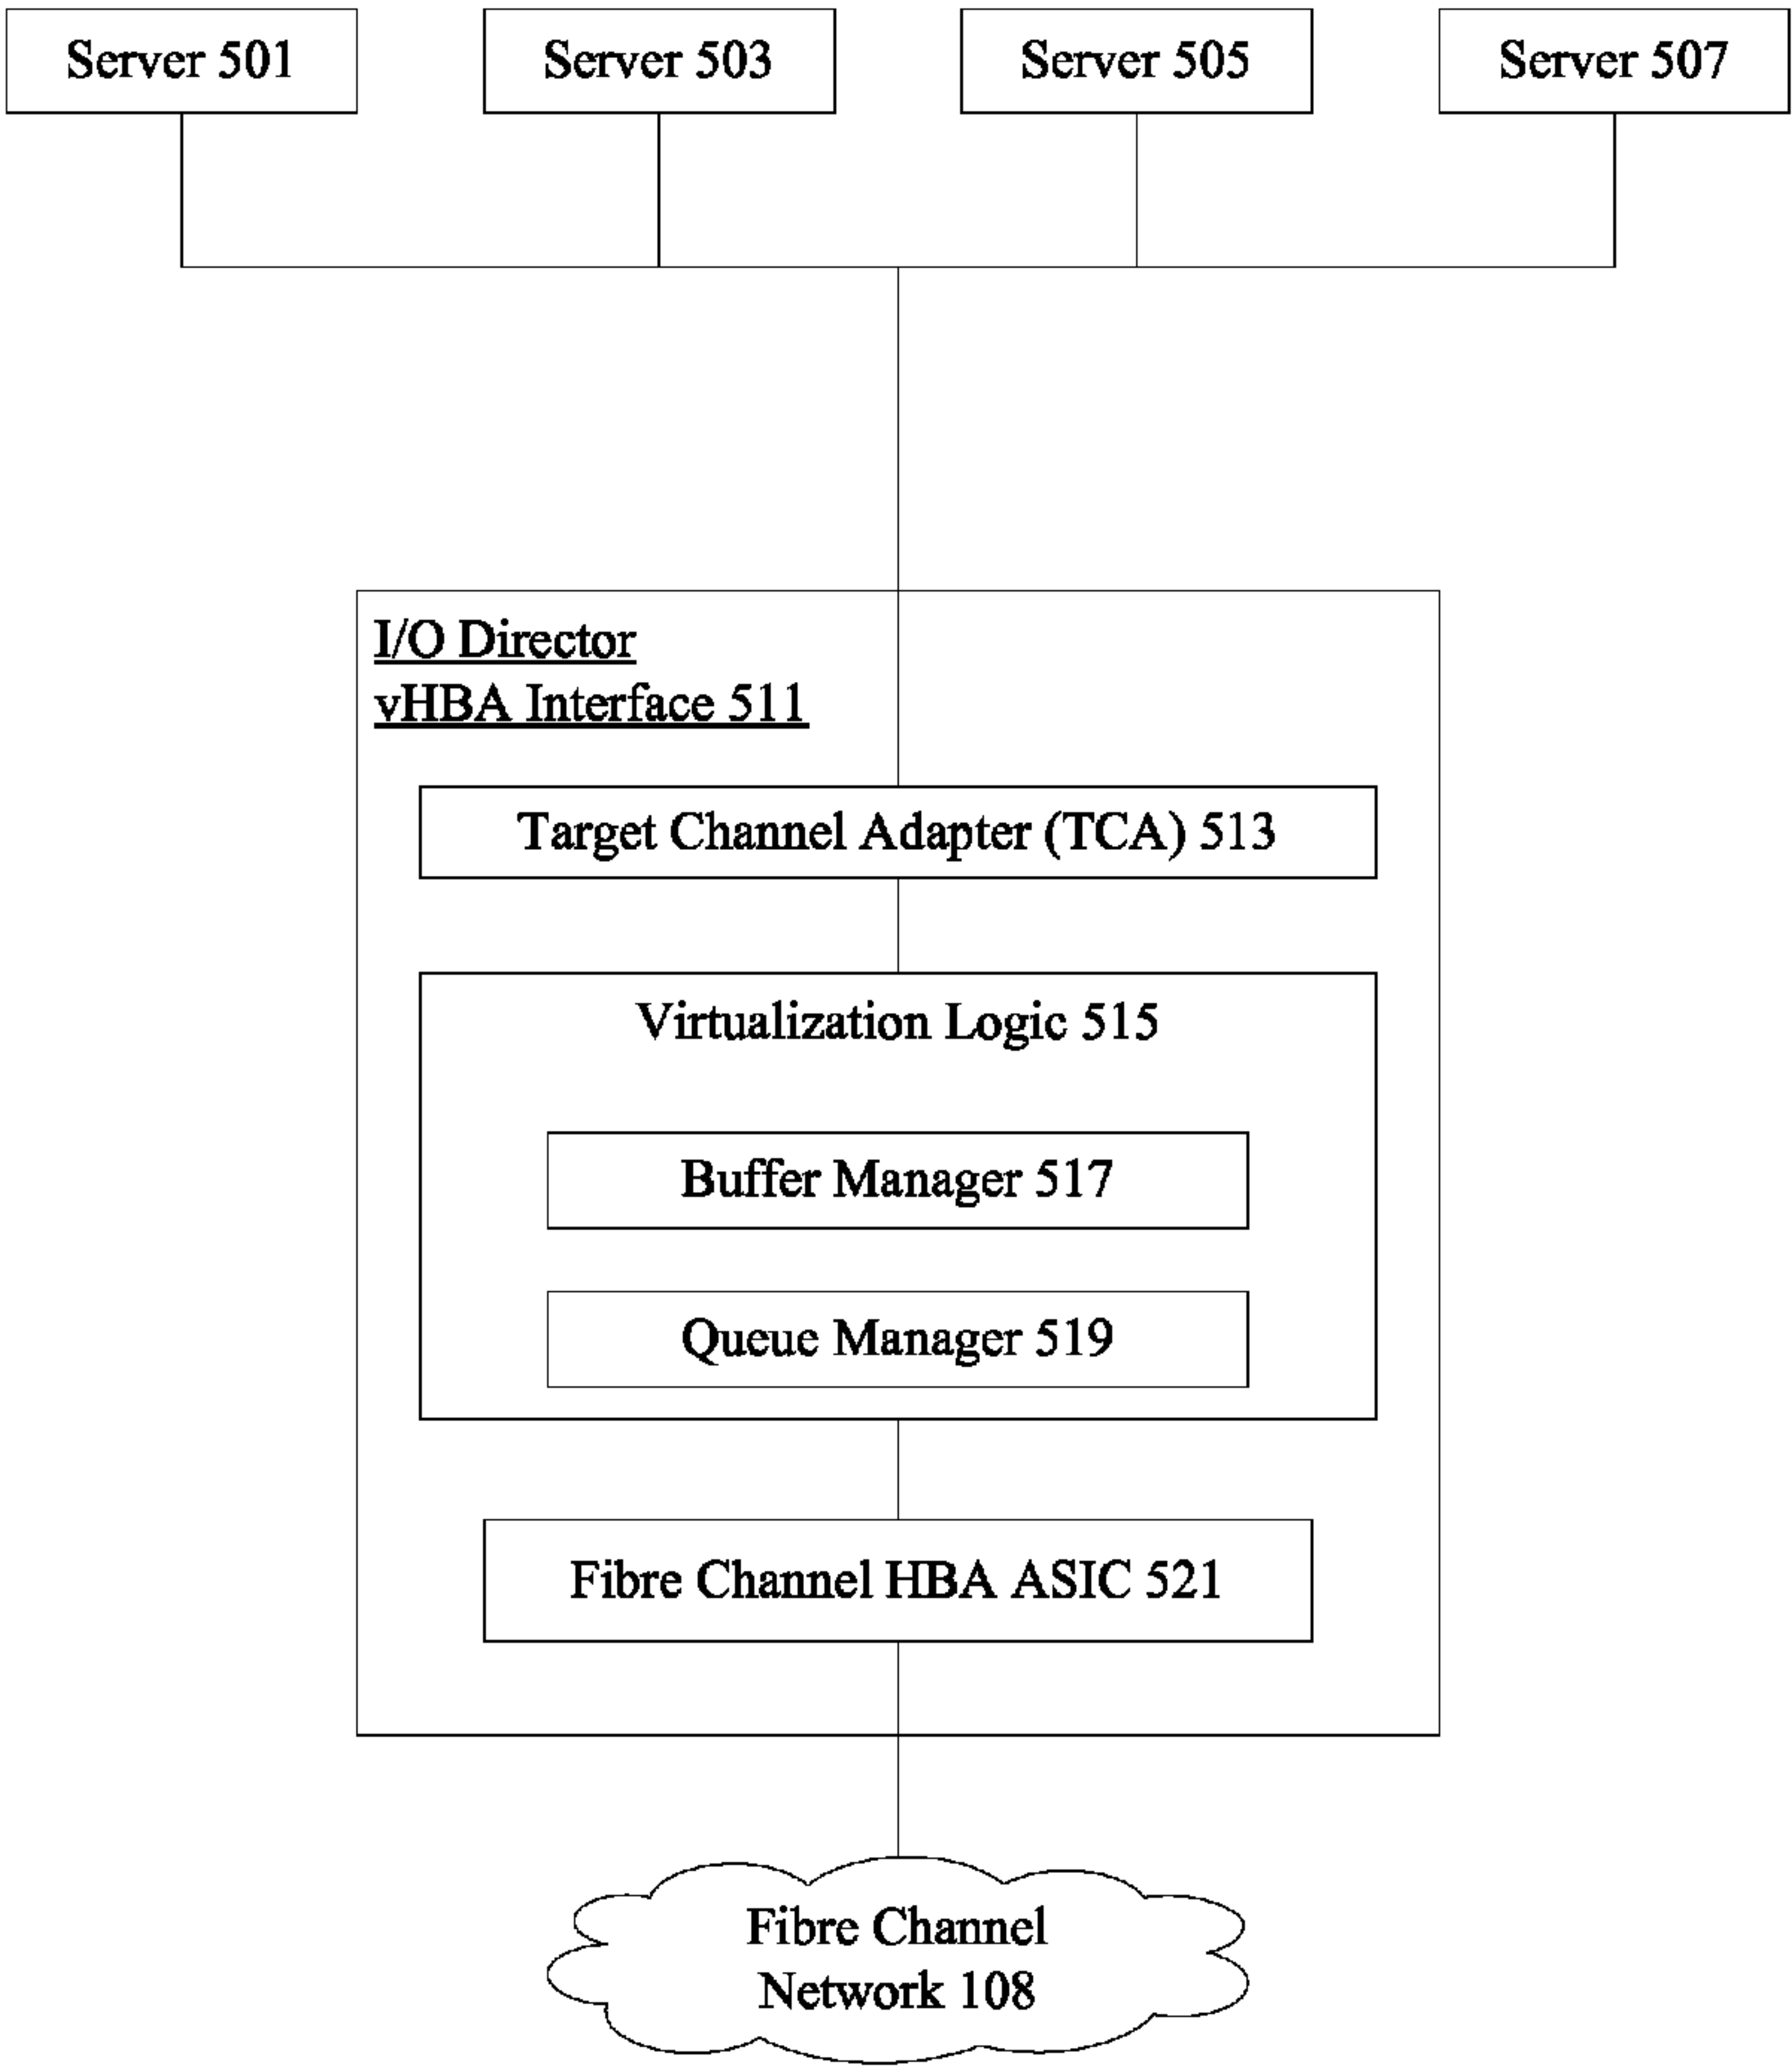 Server 501
Server 503
Server 505
Server 507
I/O Director
vHBA Interface 511
Target Channel Adapter (TCA) 513
Virtualization Logic 515
Buffer Manager 517
Queue Manager 519
Fibre Channel HBA ASIC 521
Fibre Channel
Network 108